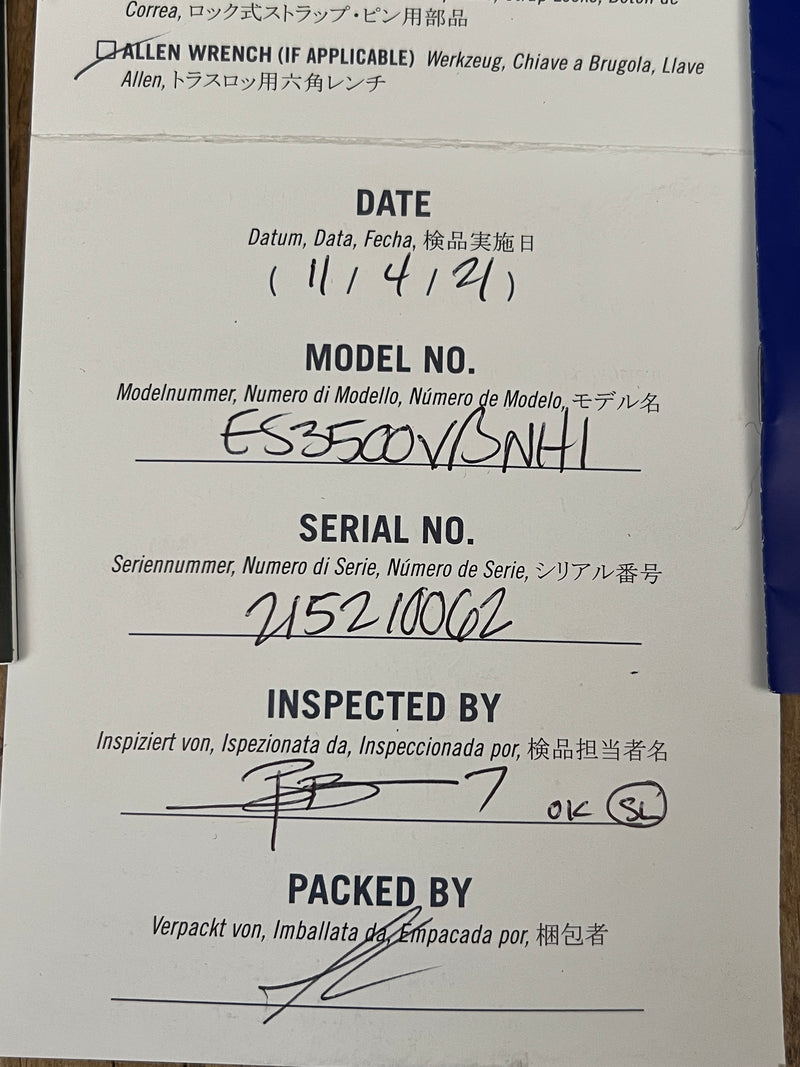 Correa, ロック式ストラップ・ピン用部品
ALLEN WRENCH (IF APPLICABLE) Werkzeug, Chiave a Brugola, Llave
Allen, トラスロッ用六角レンチ
DATE
Datum, Data, Fecha, 検品実施日
( 11 / 4 / 21 )
MODEL NO.
Modelnummer, Numero di Modello, Número de Modelo, モデル名
ES3500VBNH1
SERIAL NO.
Seriennummer, Numero di Serie, Número de Serie, シリアル番号
215210062
INSPECTED BY
Inspiziert von, Ispezionata da, Inspeccionada por, 検品担当者名
OK SL
PACKED BY
Verpackt von, Imballata da, Empacada por, 梱包者